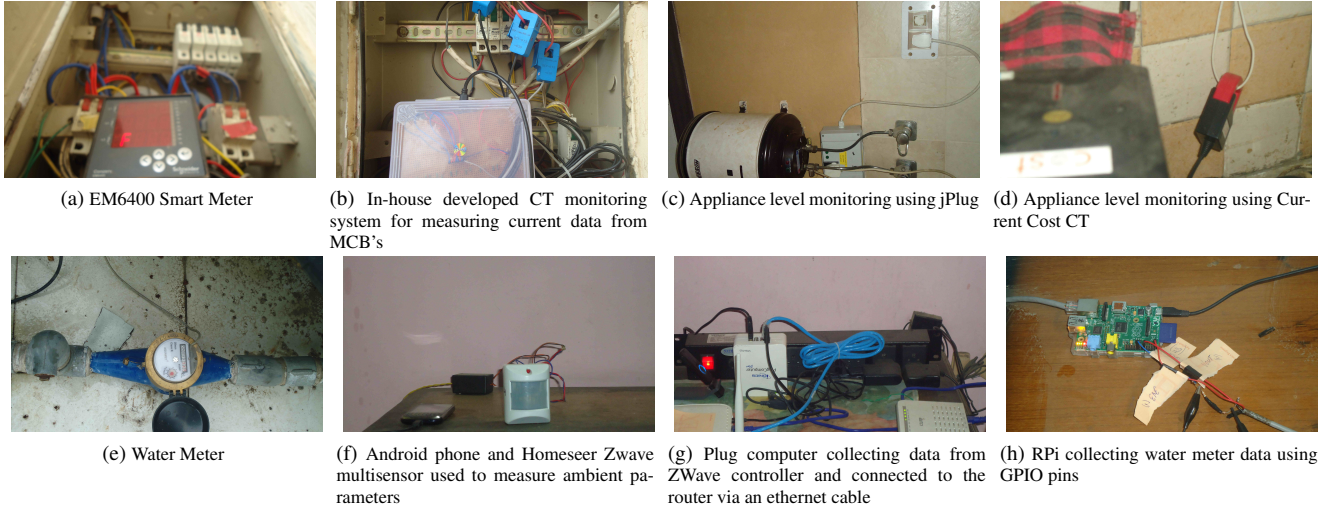 (a) EM6400 Smart Meter
(b) In-house developed CT monitoring
system for measuring current data from
MCB's
(c) Appliance level monitoring using jPlug
(d) Appliance level monitoring using Cur-
rent Cost CT
(e) Water Meter
(f) Android phone and Homeseer Zwave
multisensor used to measure ambient pa-
rameters
(g) Plug computer collecting data from
ZWave controller and connected to the
router via an ethernet cable
(h) RPi collecting water meter data using
GPIO pins